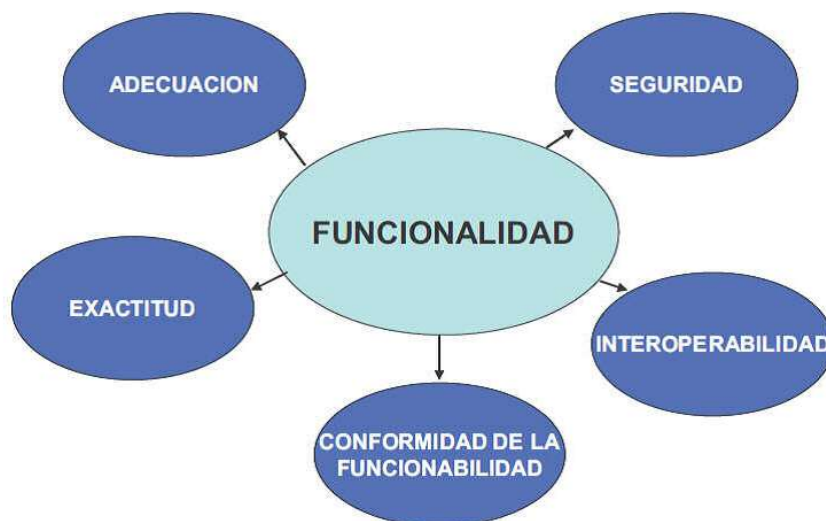 ADECUACION
SEGURIDAD
FUNCIONALIDAD
EXACTITUD
INTEROPERABILIDAD
CONFORMIDAD DE LA
FUNCIONABILIDAD